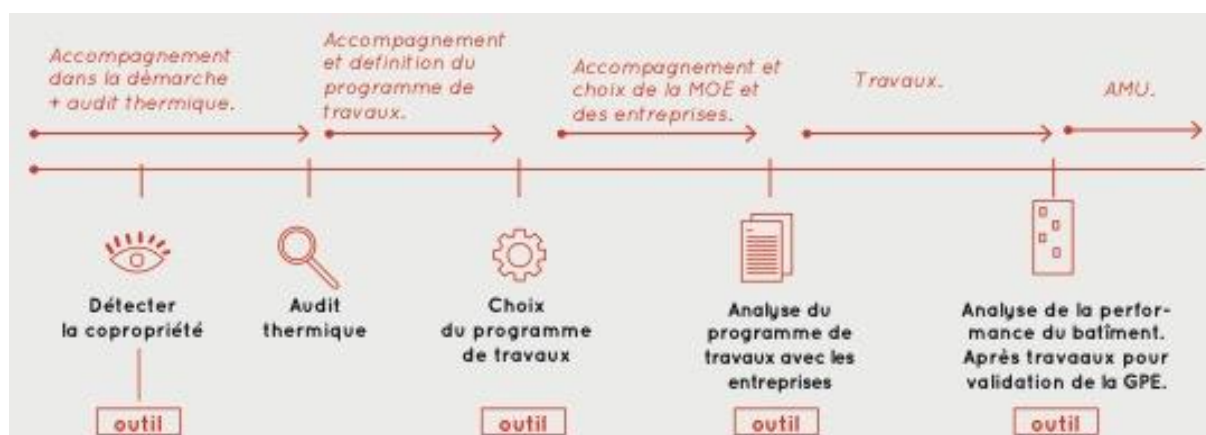 Accompagnement
dans la démarche
+ audit thermique.
Accompagnement
et definition du
programme de
travaux.
Accompagnement et
choix de la MOE et
des entreprises.
Travaux.
AMU.
Détecter
la copropriété
Audit
thermique
Choix
du programme
de travaux
Analyse du
programme de
travaux avec les
entreprises
Analyse de la perfor-
mance du batîment.
Après travaaux pour
validation de la GPE.
outil
outil
outil
outil